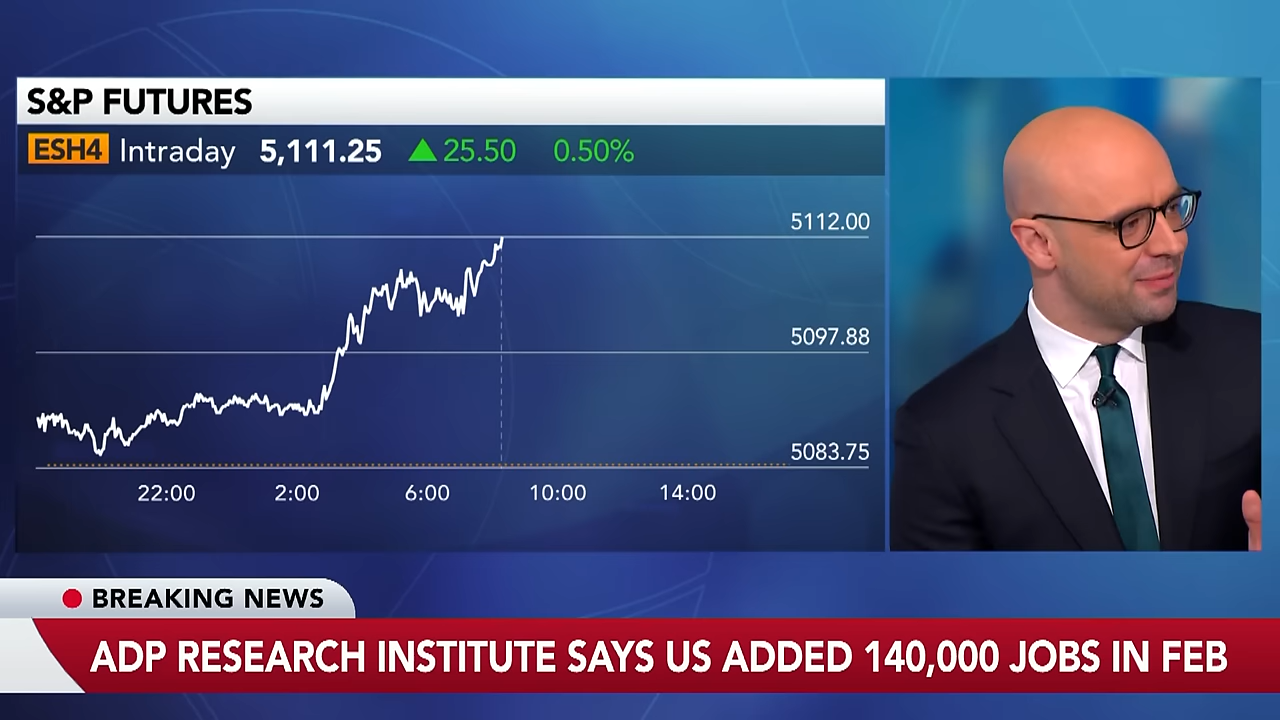 S&P FUTURES
ESH4 Intraday 5,111.25 ▲ 25.50 0.50%
5112.00
5097.88
5083.75
22:00 2:00 6:00 10:00 14:00
BREAKING NEWS
ADP RESEARCH INSTITUTE SAYS US ADDED 140,000 JOBS IN FEB